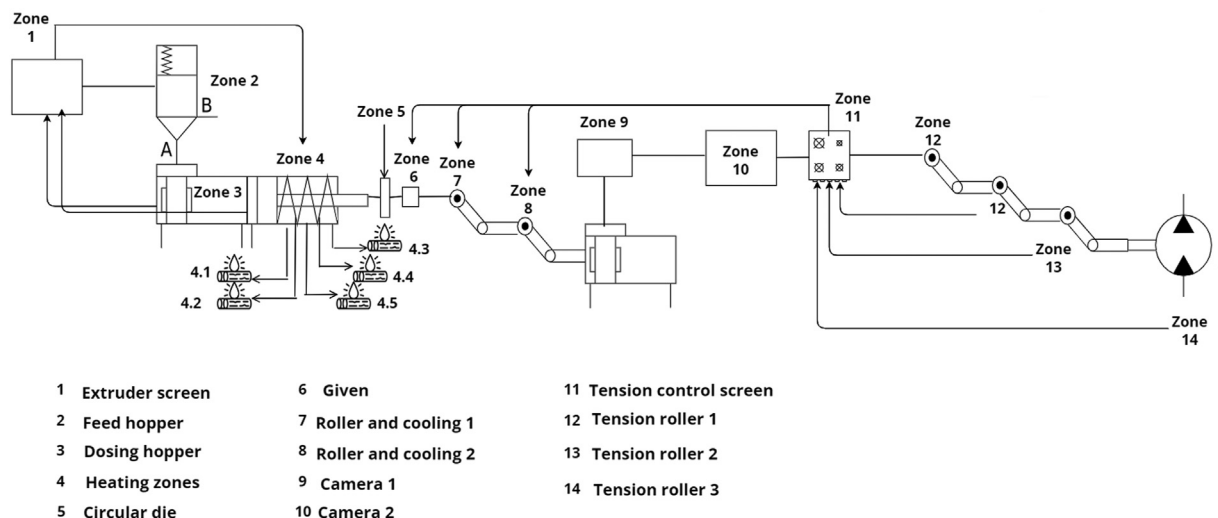 Zone
1
Zone 2
B
A
Zone 3
Zone 4
Zone 5
Zone
6
Zone
7
Zone
8
Zone 9
Zone
10
Zone
11
Zone
12
12
Zone
13
Zone
14
4.1
4.2
4.3
4.4
4.5
1 Extruder screen
2 Feed hopper
3 Dosing hopper
4 Heating zones
5 Circular die
6 Given
7 Roller and cooling 1
8 Roller and cooling 2
9 Camera 1
10 Camera 2
11 Tension control screen
12 Tension roller 1
13 Tension roller 2
14 Tension roller 3